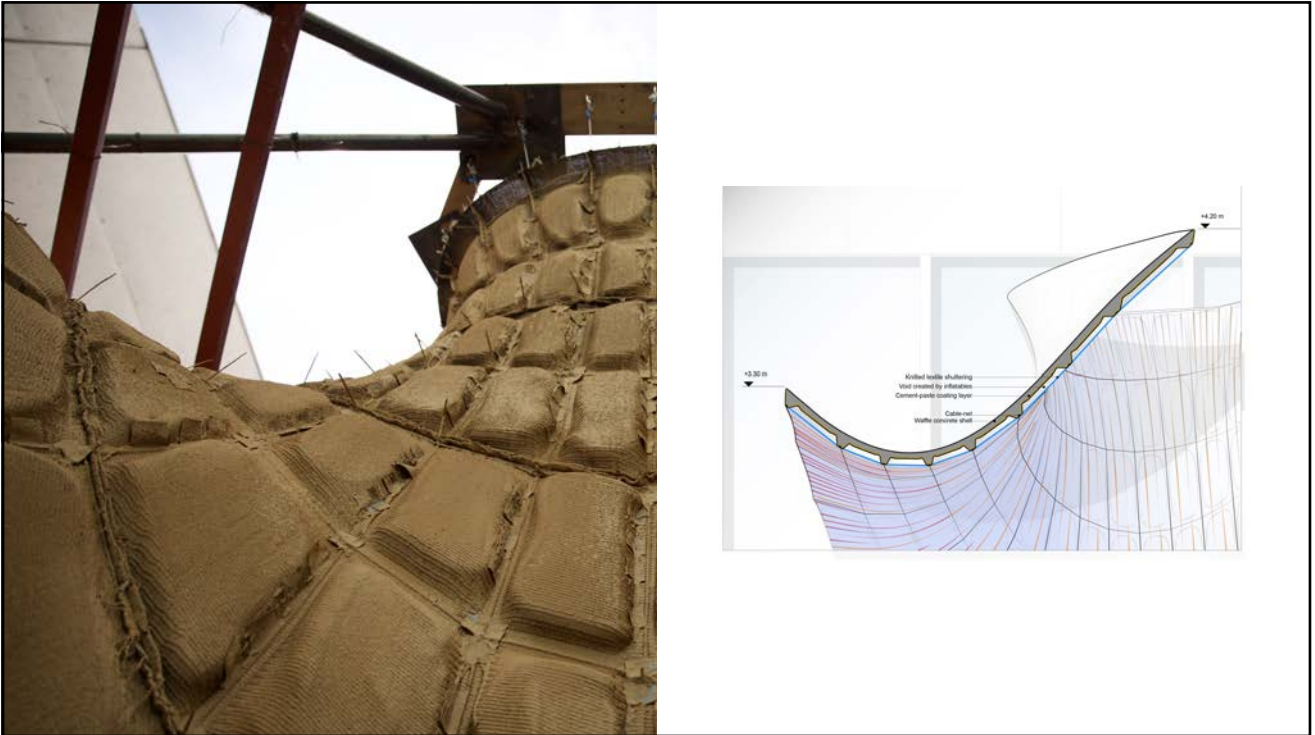 +4.20 m
+3.30 m
Knitted textile shuttering
Void created by inflatables
Cement-paste coating layer
Cable-net
Waffle concrete shell